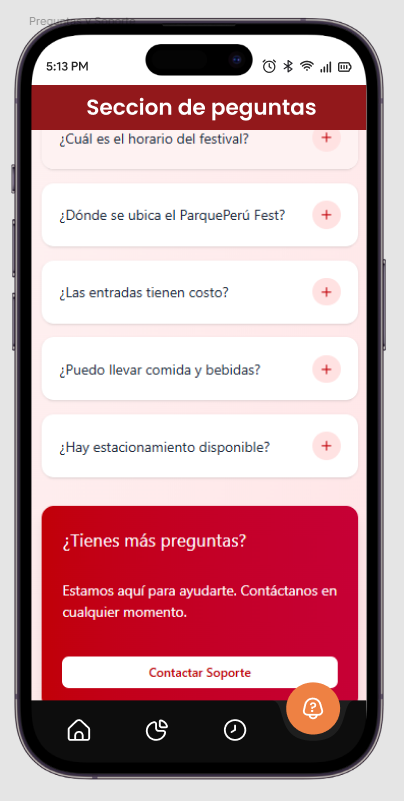 Preguntas y Soporte
5:13 PM
Seccion de peguntas
¿Cuál es el horario del festival?
¿Dónde se ubica el ParquePerú Fest?
¿Las entradas tienen costo?
¿Puedo llevar comida y bebidas?
¿Hay estacionamiento disponible?
¿Tienes más preguntas?
Estamos aquí para ayudarte. Contáctanos en
cualquier momento.
Contactar Soporte